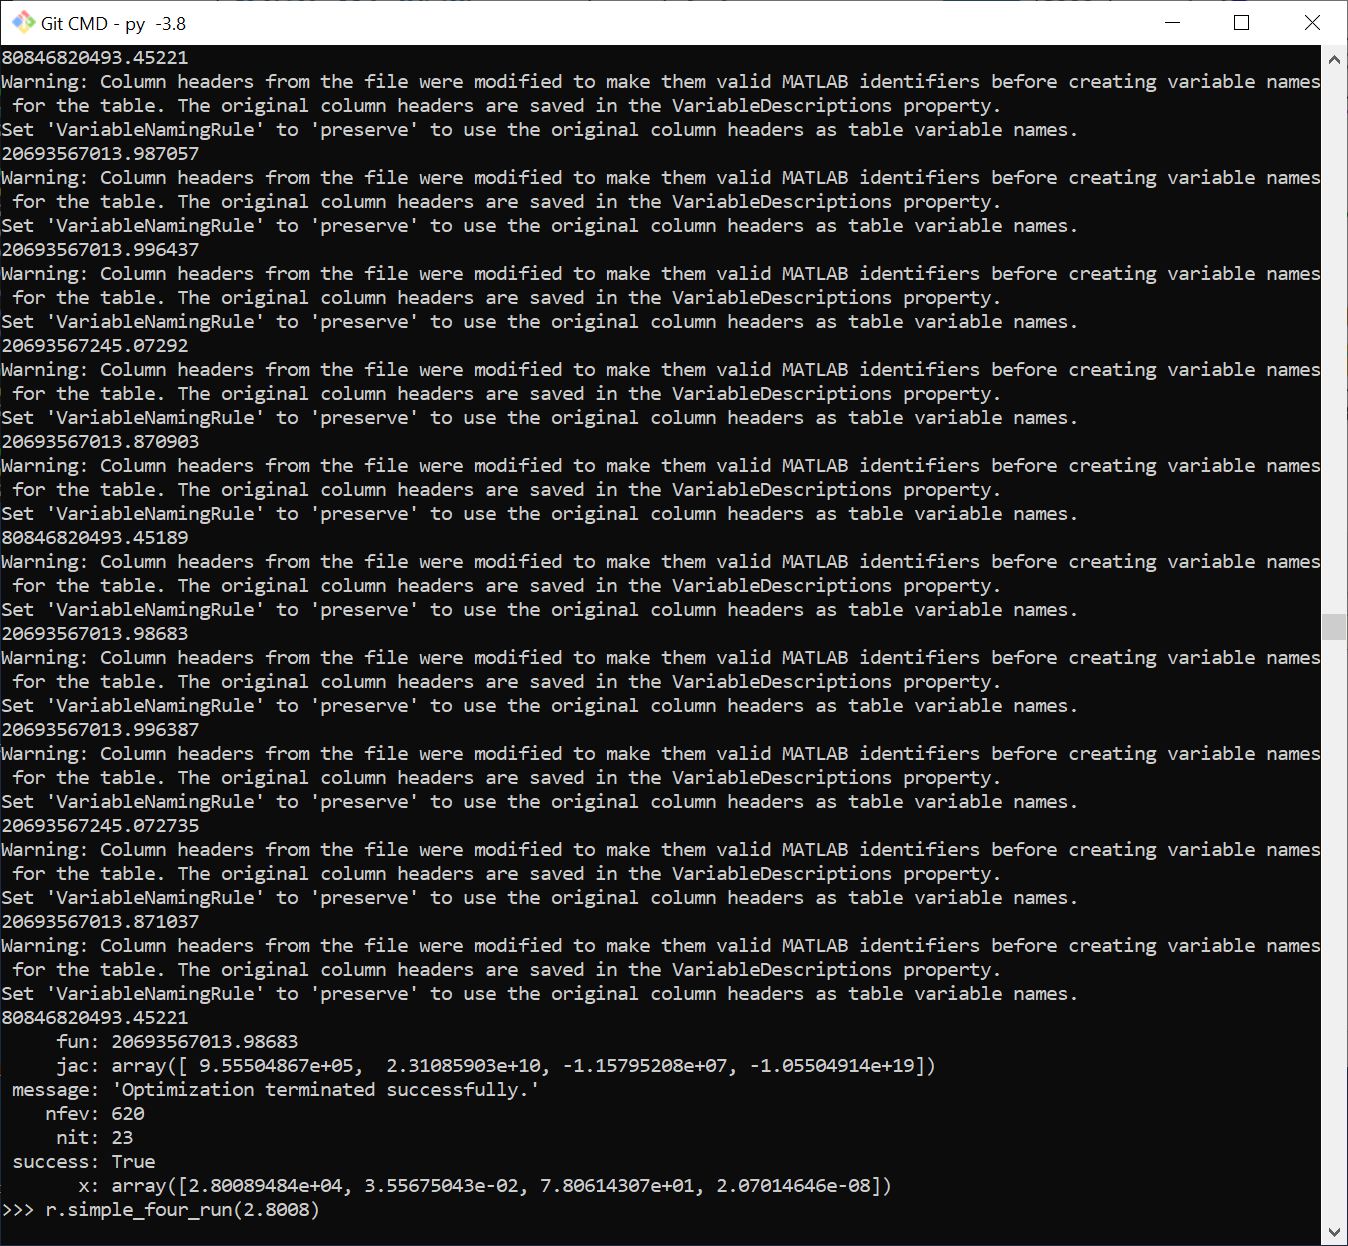 Git CMD - py -3.8
80846820493.45221
Warning: Column headers from the file were modified to make them valid MATLAB identifiers before creating variable names
for the table. The original column headers are saved in the VariableDescriptions property.
Set 'VariableNamingRule' to 'preserve' to use the original column headers as table variable names.
20693567013.987057
Warning: Column headers from the file were modified to make them valid MATLAB identifiers before creating variable names
for the table. The original column headers are saved in the VariableDescriptions property.
Set 'VariableNamingRule' to 'preserve' to use the original column headers as table variable names.
20693567013.996437
Warning: Column headers from the file were modified to make them valid MATLAB identifiers before creating variable names
for the table. The original column headers are saved in the VariableDescriptions property.
Set 'VariableNamingRule' to 'preserve' to use the original column headers as table variable names.
20693567245.07292
Warning: Column headers from the file were modified to make them valid MATLAB identifiers before creating variable names
for the table. The original column headers are saved in the VariableDescriptions property.
Set 'VariableNamingRule' to 'preserve' to use the original column headers as table variable names.
20693567013.870903
Warning: Column headers from the file were modified to make them valid MATLAB identifiers before creating variable names
for the table. The original column headers are saved in the VariableDescriptions property.
Set 'VariableNamingRule' to 'preserve' to use the original column headers as table variable names.
80846820493.45189
Warning: Column headers from the file were modified to make them valid MATLAB identifiers before creating variable names
for the table. The original column headers are saved in the VariableDescriptions property.
Set 'VariableNamingRule' to 'preserve' to use the original column headers as table variable names.
20693567013.98683
Warning: Column headers from the file were modified to make them valid MATLAB identifiers before creating variable names
for the table. The original column headers are saved in the VariableDescriptions property.
Set 'VariableNamingRule' to 'preserve' to use the original column headers as table variable names.
20693567013.996387
Warning: Column headers from the file were modified to make them valid MATLAB identifiers before creating variable names
for the table. The original column headers are saved in the VariableDescriptions property.
Set 'VariableNamingRule' to 'preserve' to use the original column headers as table variable names.
20693567245.072735
Warning: Column headers from the file were modified to make them valid MATLAB identifiers before creating variable names
for the table. The original column headers are saved in the VariableDescriptions property.
Set 'VariableNamingRule' to 'preserve' to use the original column headers as table variable names.
20693567013.871037
Warning: Column headers from the file were modified to make them valid MATLAB identifiers before creating variable names
for the table. The original column headers are saved in the VariableDescriptions property.
Set 'VariableNamingRule' to 'preserve' to use the original column headers as table variable names.
80846820493.45221
fun: 20693567013.98683
jac: array([ 9.55504867e+05, 2.31085903e+10, -1.15795208e+07, -1.05504914e+19])
message: 'Optimization terminated successfully.'
nfev: 620
nit: 23
success: True
x: array([2.80089484e+04, 3.55675043e-02, 7.80614307e+01, 2.07014646e-08])
>>> r.simple_four_run(2.8008)